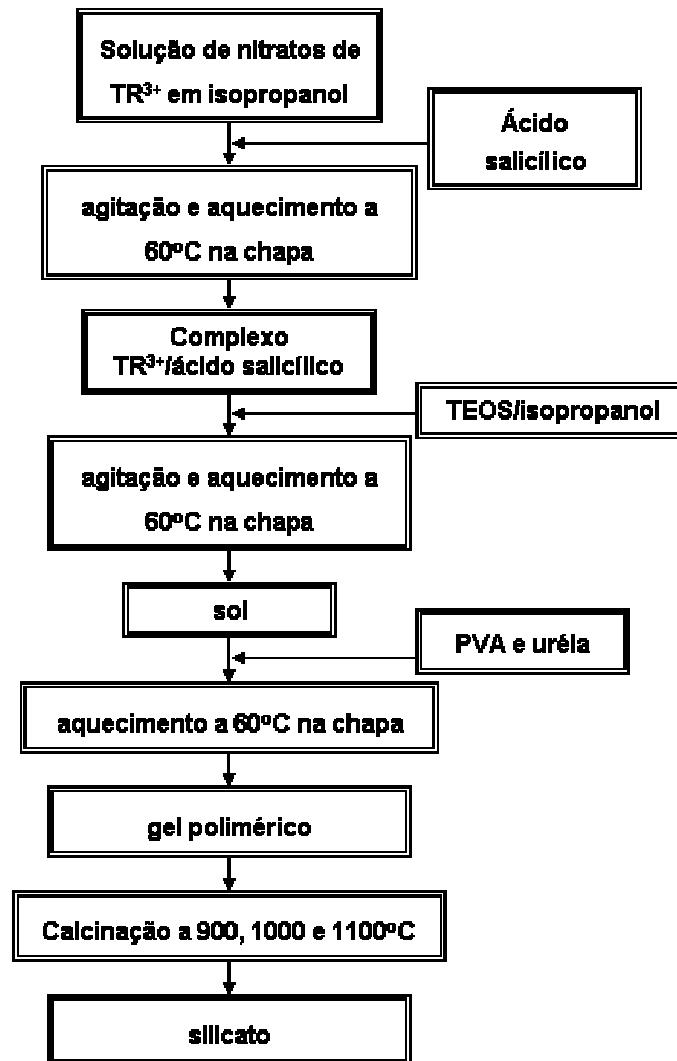 Solução de nitratos de
TR³⁺ em isopropanol
Ácido
salicílico
agitação e aquecimento a
60ºC na chapa
Complexo
TR³⁺/ácido salicílico
TEOS/isopropanol
agitação e aquecimento a
60ºC na chapa
sol
PVA e uréia
aquecimento a 60ºC na chapa
gel polimérico
Calcinação a 900, 1000 e 1100ºC
silicato